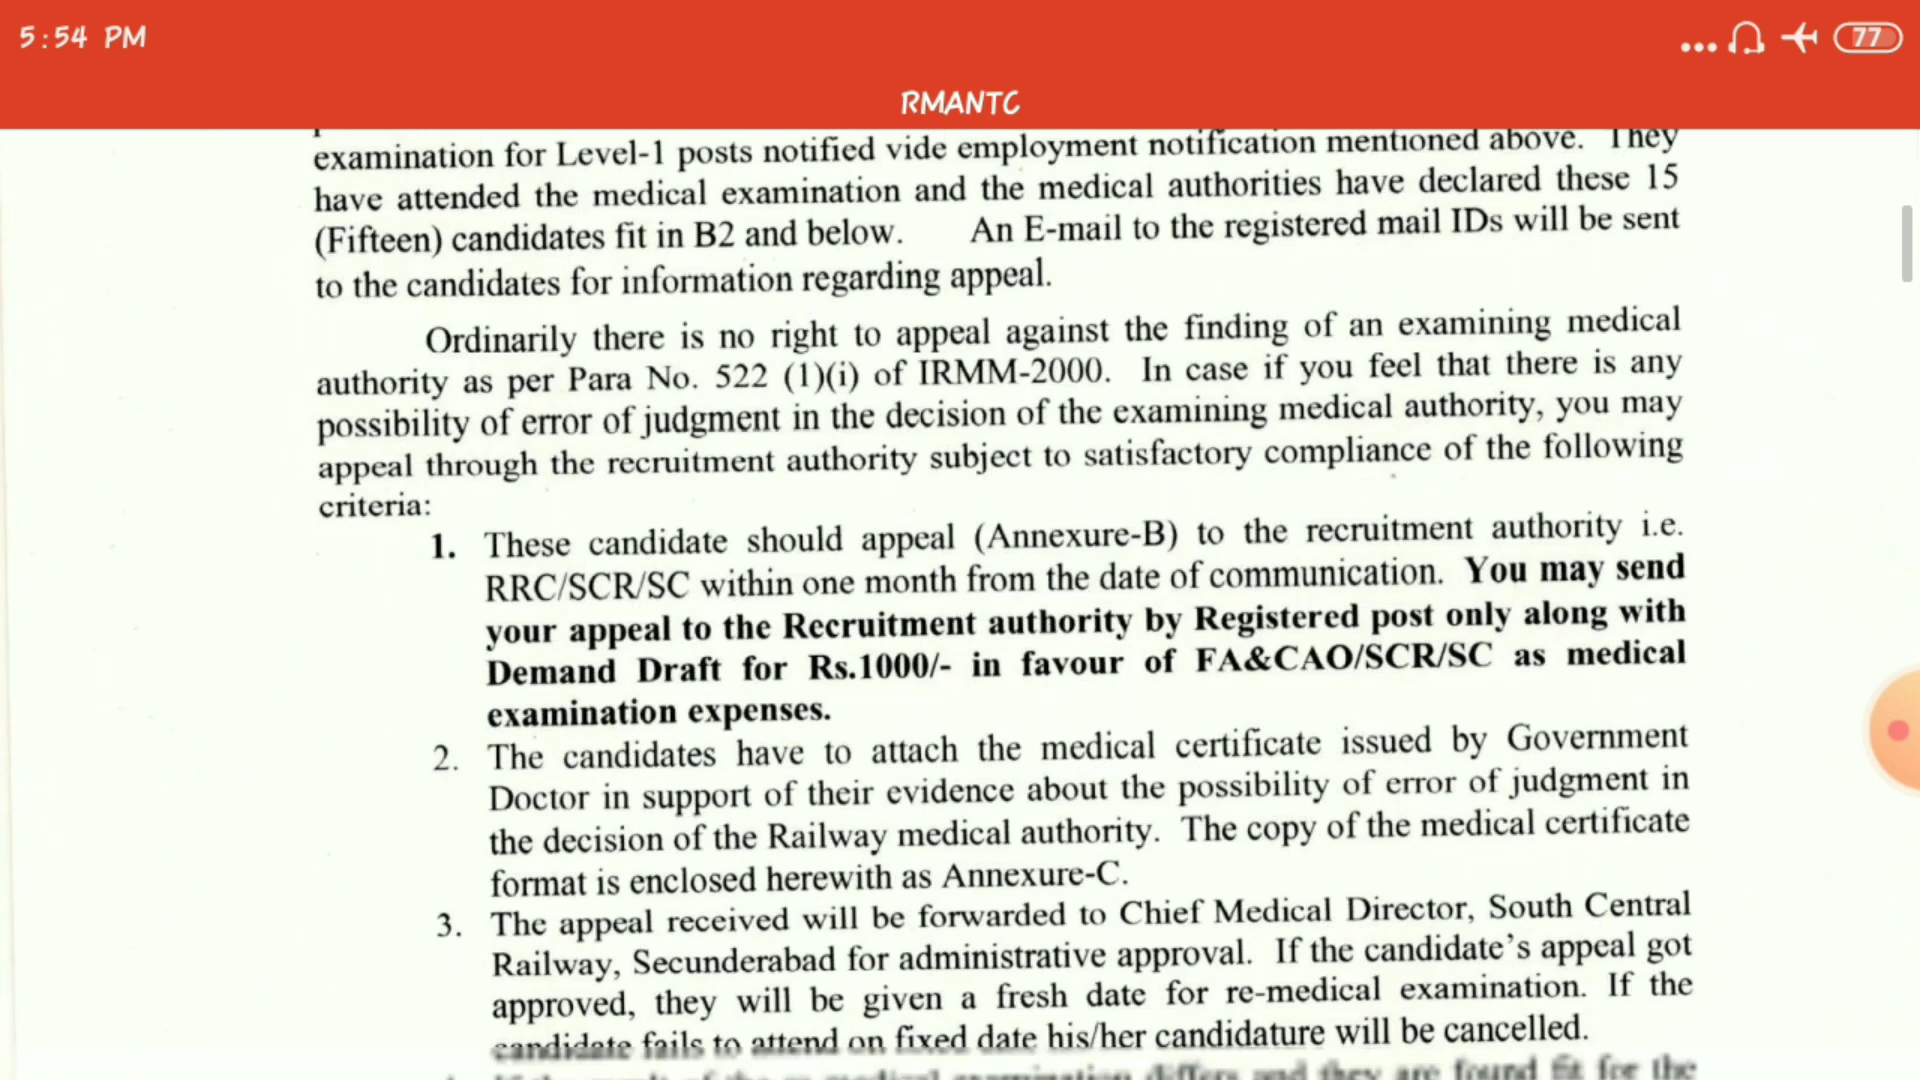 5:54 PM
77
RMANTC
examination for Level-1 posts notified vide employment notification mentioned above. They
have attended the medical examination and the medical authorities have declared these 15
(Fifteen) candidates fit in B2 and below. An E-mail to the registered mail IDs will be sent
to the candidates for information regarding appeal.
Ordinarily there is no right to appeal against the finding of an examining medical
authority as per Para No. 522 (1)(i) of IRMM-2000. In case if you feel that there is any
possibility of error of judgment in the decision of the examining medical authority, you may
appeal through the recruitment authority subject to satisfactory compliance of the following
criteria:
1. These candidate should appeal (Annexure-B) to the recruitment authority i.e.
RRC/SCR/SC within one month from the date of communication. You may send
your appeal to the Recruitment authority by Registered post only along with
Demand Draft for Rs.1000/- in favour of FA&CAO/SCR/SC as medical
examination expenses.
2. The candidates have to attach the medical certificate issued by Government
Doctor in support of their evidence about the possibility of error of judgment in
the decision of the Railway medical authority. The copy of the medical certificate
format is enclosed herewith as Annexure-C.
3. The appeal received will be forwarded to Chief Medical Director, South Central
Railway, Secunderabad for administrative approval. If the candidate's appeal got
approved, they will be given a fresh date for re-medical examination. If the
candidate fails to attend on fixed date his/her candidature will be cancelled.
medical examination differs and they are found fit for the